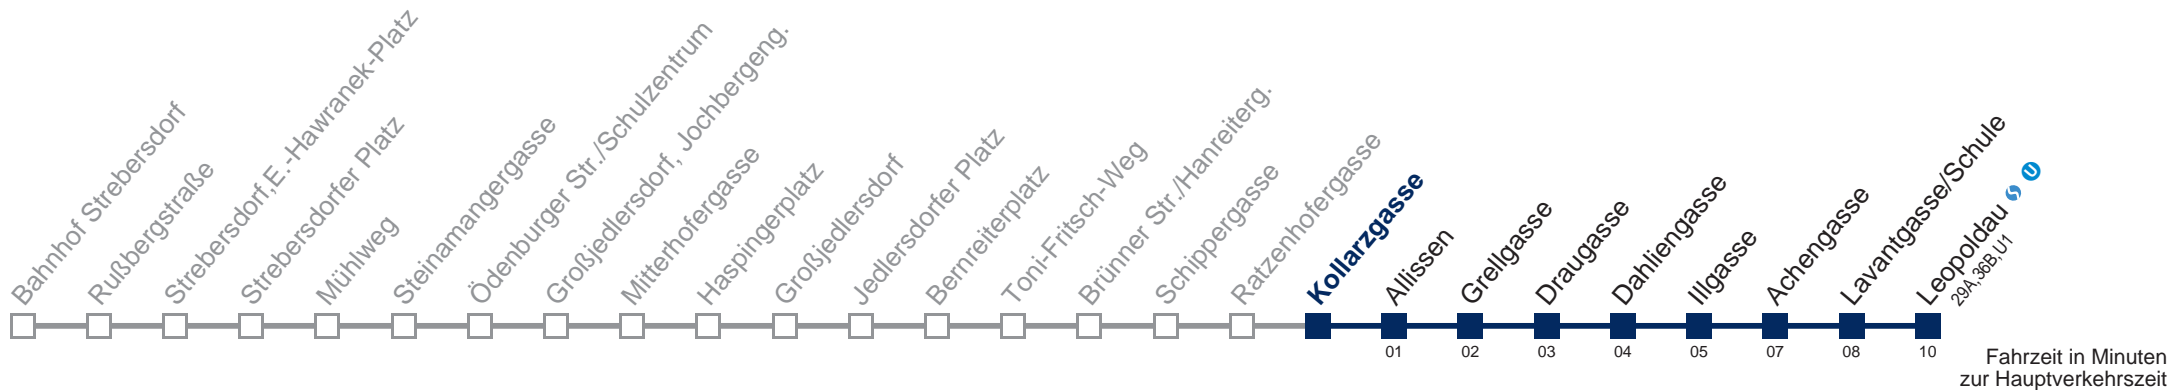 Bahnhof Strebersdorf
Rußbergstraße
Strebersdorf,E.-Hawranek-Platz
Strebersdorfer Platz
Mühlweg
Steinamangergasse
Ödenburger Str./Schulzentrum
Großjedlersdorf, Jochbergeng.
Mitterhofergasse
Haspingerplatz
Großjedlersdorf
Jedlersdorfer Platz
Bernreiterplatz
Toni-Fritsch-Weg
Brünner Str./Hanreiterg.
Schippergasse
Ratzenhofergasse
Kollarzgasse
Allissen
Grellgasse
Draugasse
Dahliengasse
Illgasse
Achengasse
Lavantgasse/Schule
Leopoldau S U
29A,36B,U1
01 02 03 04 05 07 08 10
Fahrzeit in Minuten
zur Hauptverkehrszeit